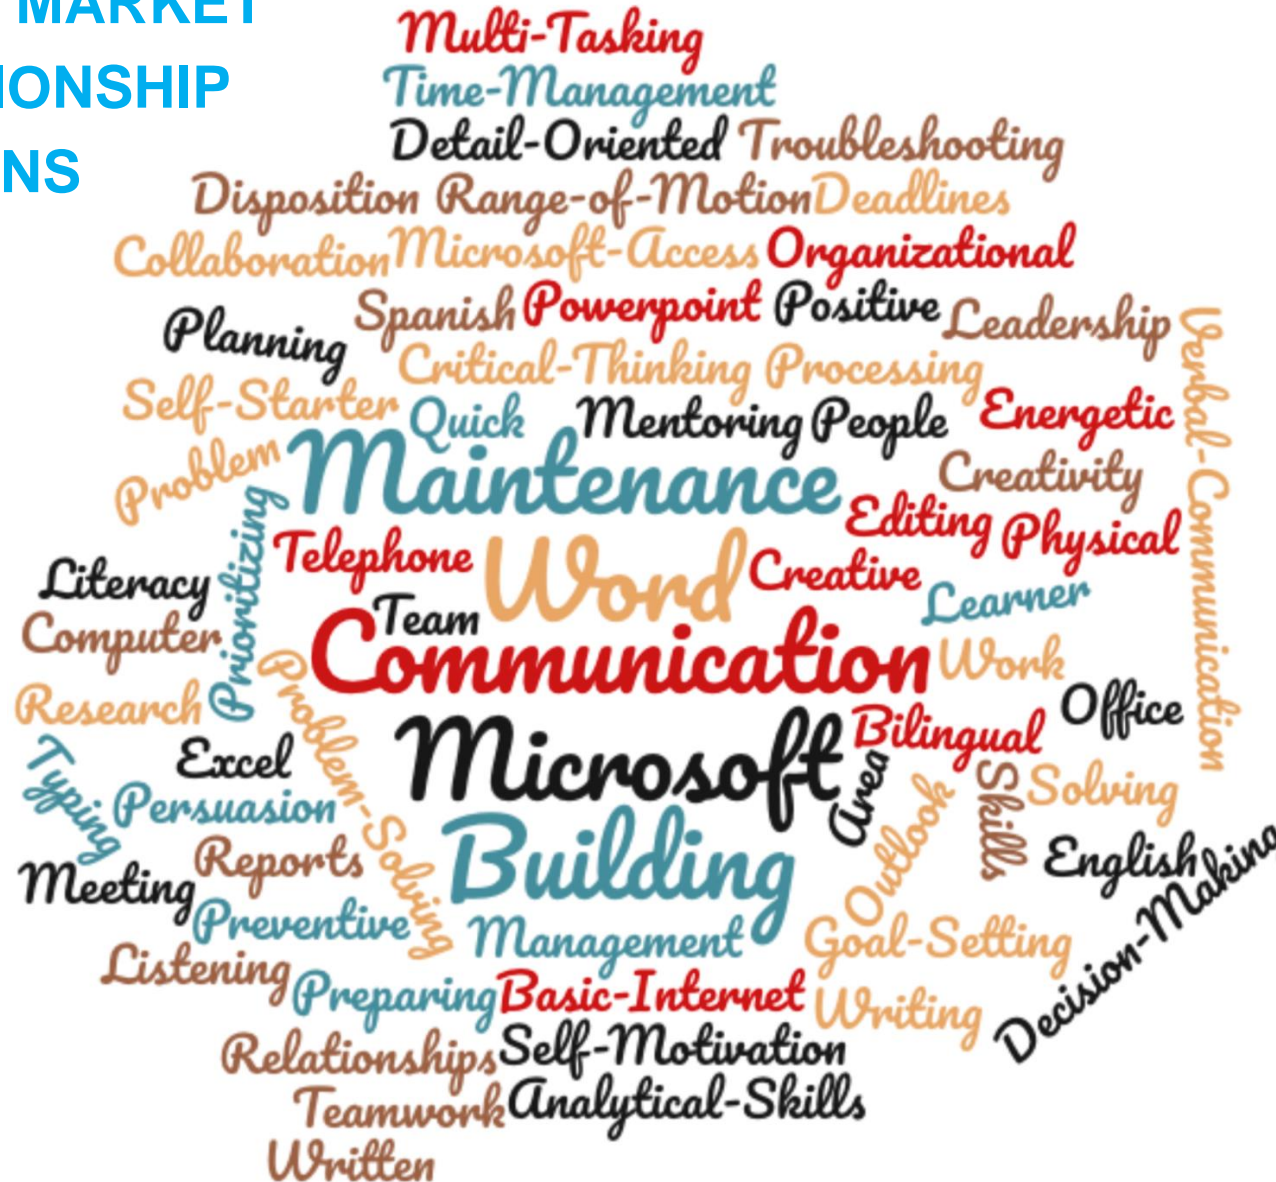 MARKET
IONSHIP
NS
Multi-Tasking
Time-Management
Detail-Oriented Troubleshooting
Disposition Range-of-Motion Deadlines
Collaboration Microsoft-Access Organizational
Planning Spanish Powerpoint Positive Leadership
Verbal-Communication
Critical-Thinking Processing
Self-Starter Quick Mentoring People Energetic
Problem Maintenance Creativity
Prioritizing
Editing Physical
Telephone Word Creative
Literacy Team Learner
Computer Communication Work
Research Problem-Solving
Office
Typing Excel Microsoft Area Bilingual
Persuasion Outlook Skills Solving
Meeting Reports Building English
Decision-Making
Preventive Management Goal-Setting
Listening Preparing Basic-Internet Writing
Relationships Self-Motivation
Teamwork Analytical-Skills
Written